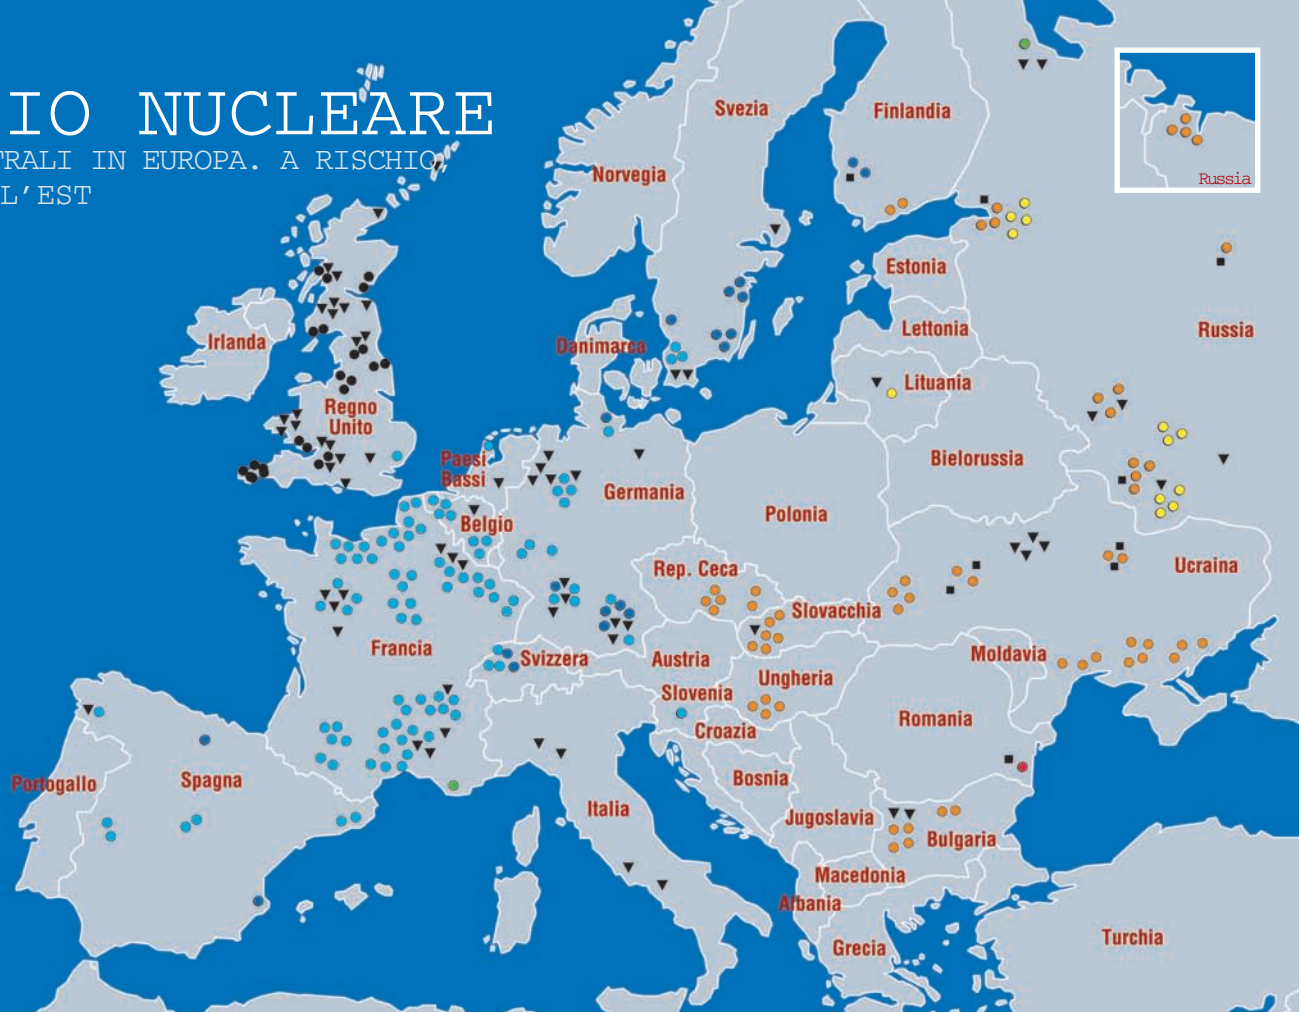 IO NUCLEARE
TRALI IN EUROPA. A RISCHIO
L'EST
Svezia
Finlandia
Norvegia
Russia
Estonia
Russia
Lettonia
Irlanda
Danimarca
Lituania
Regno
Unito
Bielorussia
Paesi
Bassi
Germania
Polonia
Belgio
Ucraina
Rep. Ceca
Slovacchia
Francia
Svizzera
Austria
Moldavia
Ungheria
Slovenia
Romania
Croazia
Portogallo
Spagna
Bosnia
Italia
Jugoslavia
Bulgaria
Macedonia
Albania
Grecia
Turchia